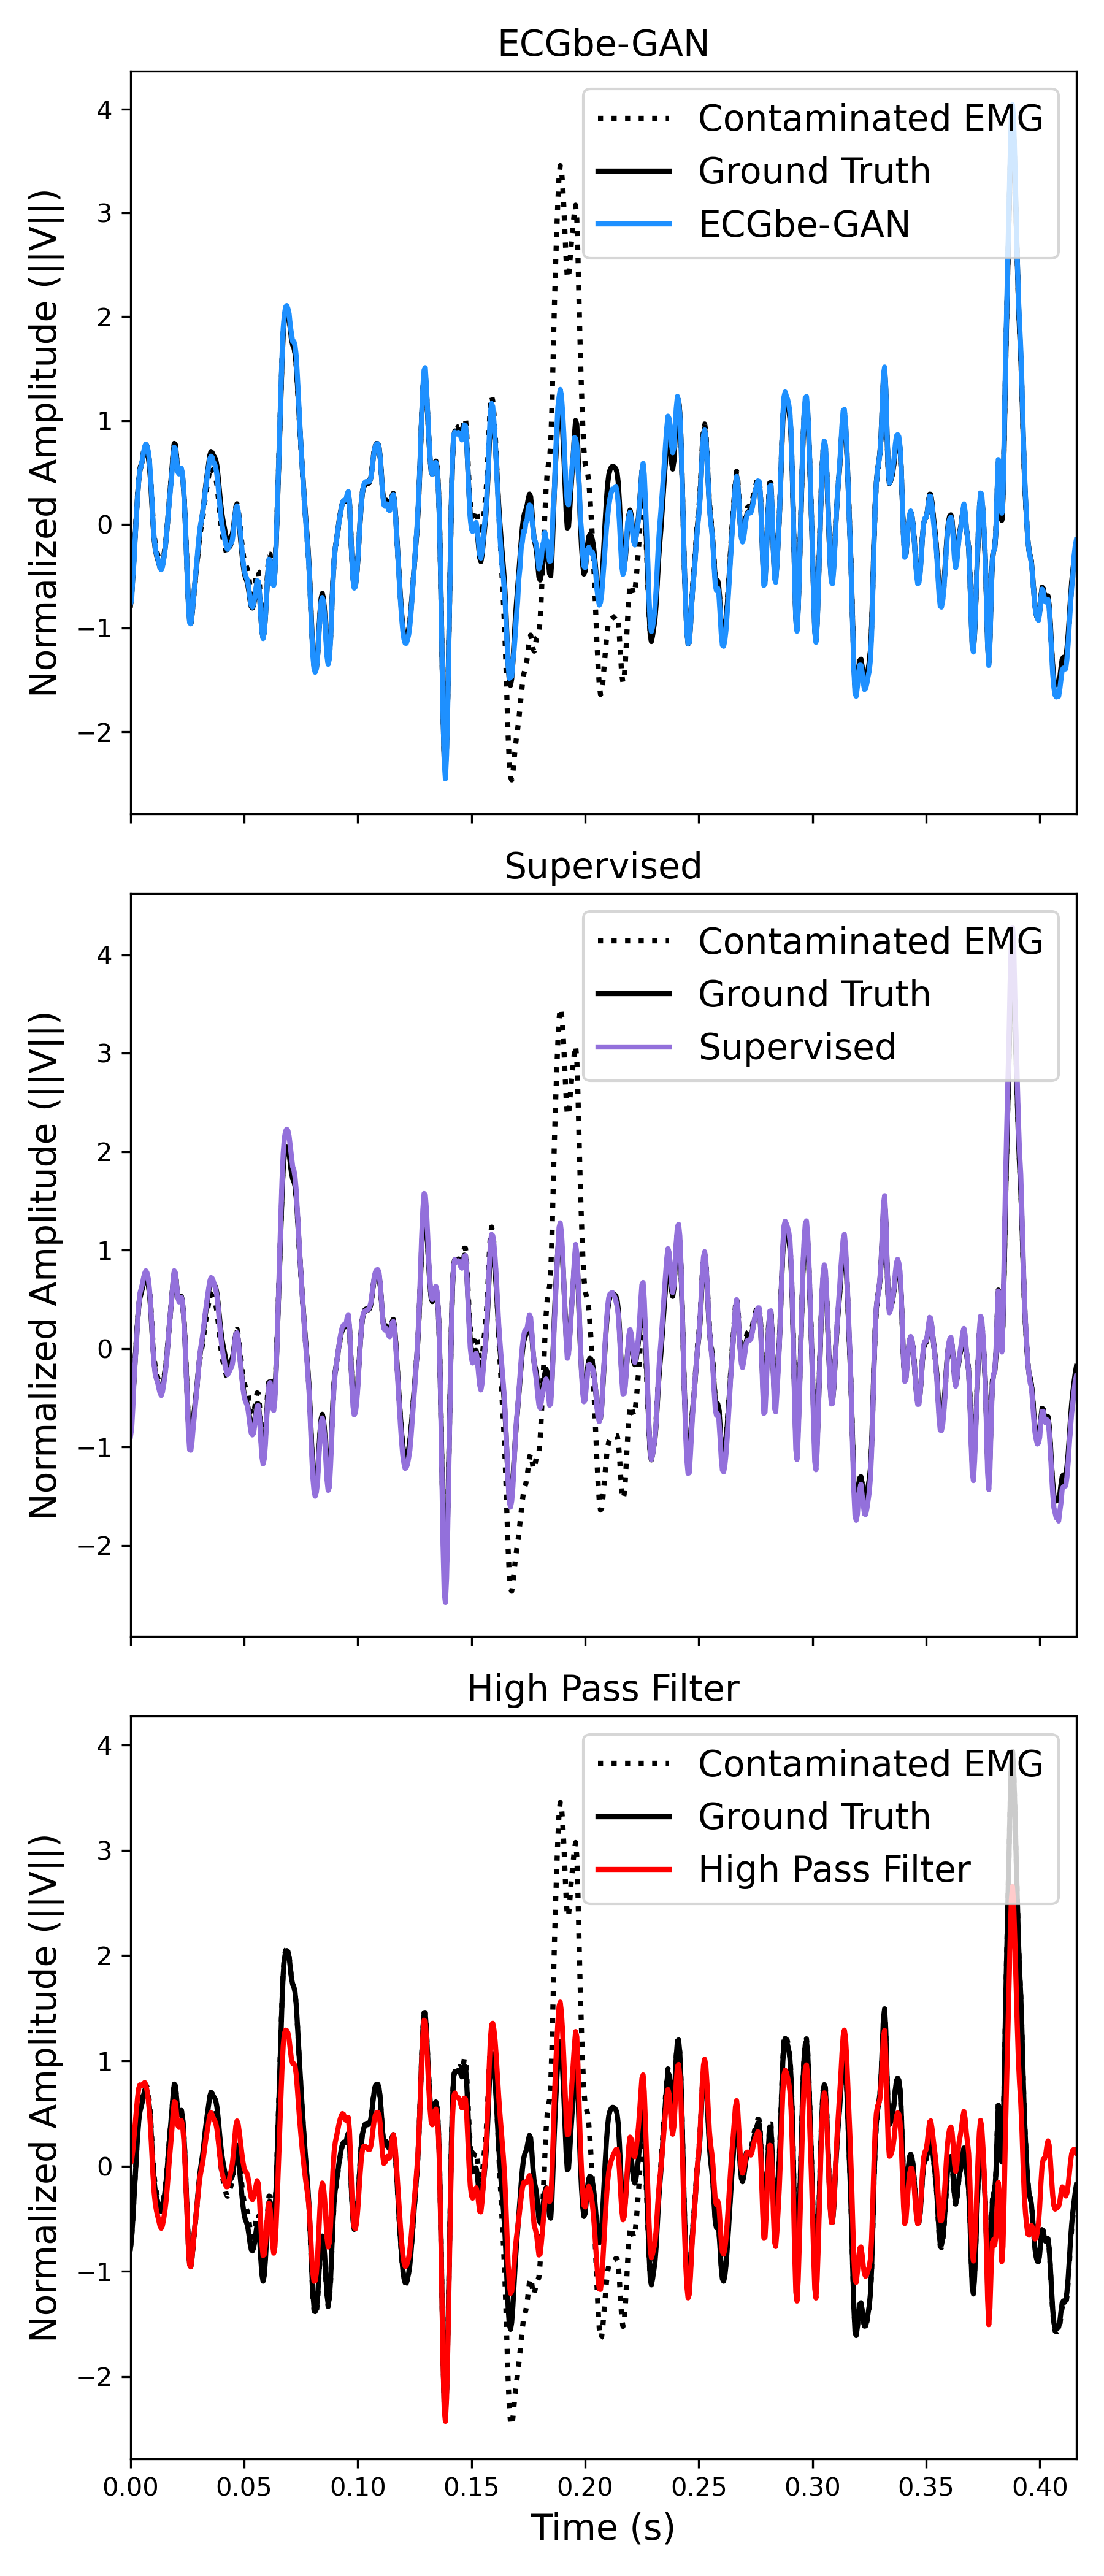 ECGbe-GAN
Normalized Amplitude (||V||)
4
3
2
1
0
−1
−2
Contaminated EMG
Ground Truth
ECGbe-GAN
Supervised
Normalized Amplitude (||V||)
4
3
2
1
0
−1
−2
Contaminated EMG
Ground Truth
Supervised
High Pass Filter
Normalized Amplitude (||V||)
4
3
2
1
0
−1
−2
Contaminated EMG
Ground Truth
High Pass Filter
0.00 0.05 0.10 0.15 0.20 0.25 0.30 0.35 0.40
Time (s)